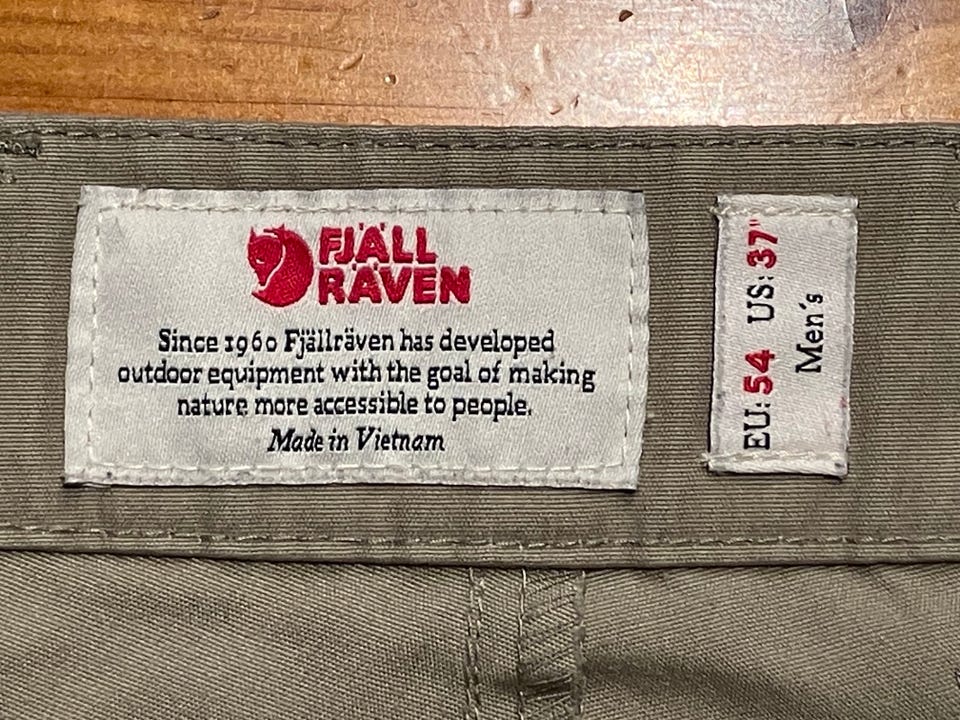 FJÄLL
RÄVEN
Since 1960 Fjällräven has developed
outdoor equipment with the goal of making
nature more accessible to people.
Made in Vietnam
EU: 54 US: 37"
Men´s